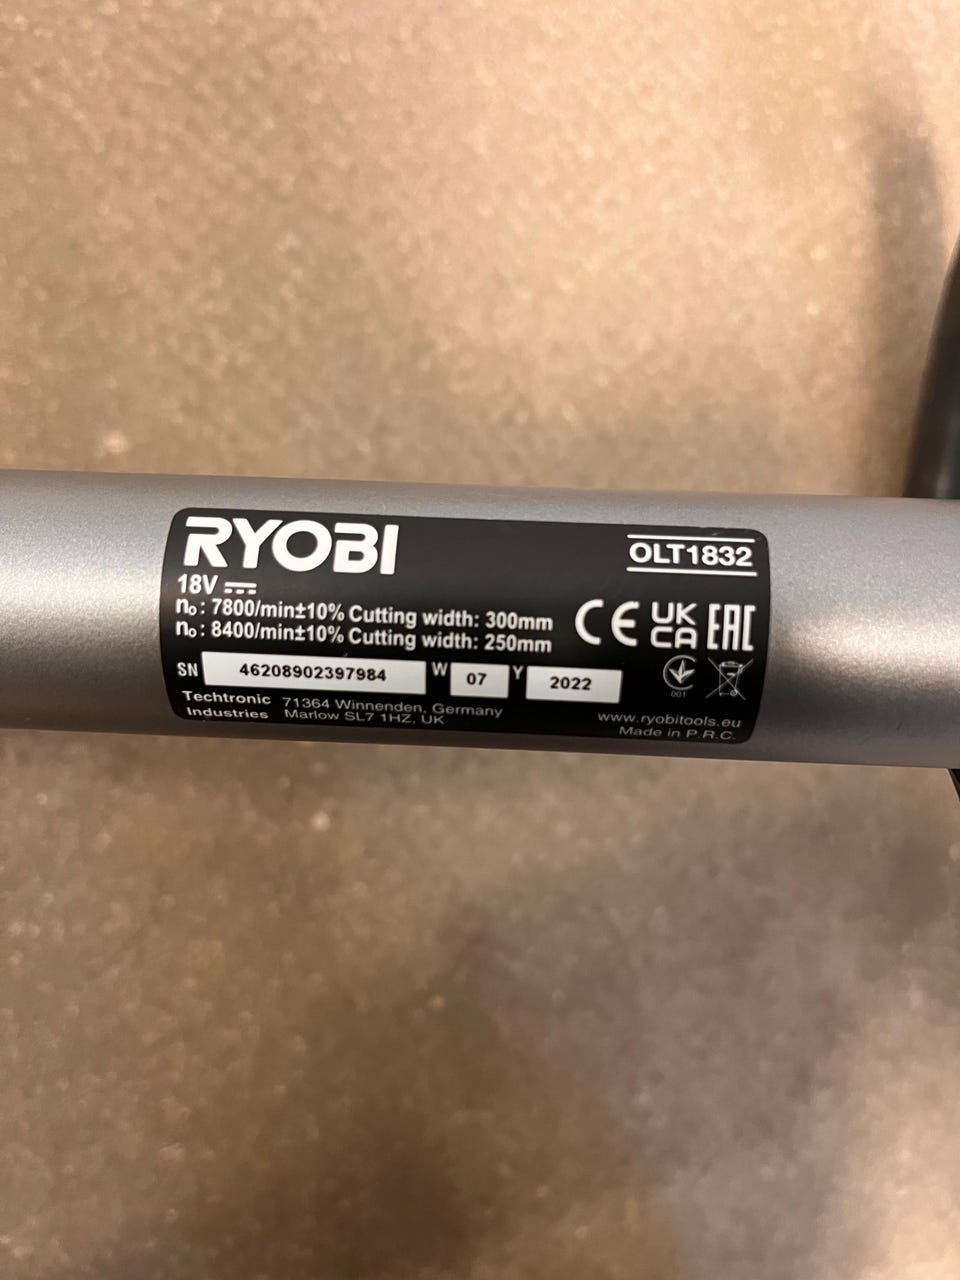 RYOBI
OLT1832
18V
n₀: 7800/min±10% Cutting width: 300mm
n₀: 8400/min±10% Cutting width: 250mm
CE UK CA EAC
SN 46208902397984 W 07 Y 2022
001
Techtronic Industries
71364 Winnenden, Germany
Marlow SL7 1HZ, UK
www.ryobitools.eu
Made in P.R.C.